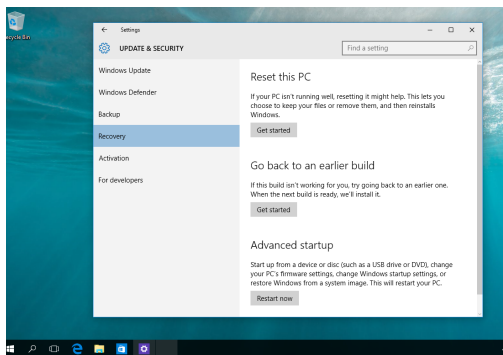 Recycle Bin
Settings
UPDATE & SECURITY
Find a setting
Windows Update
Windows Defender
Backup
Recovery
Activation
For developers
Reset this PC
If your PC isn't running well, resetting it might help. This lets you
choose to keep your files or remove them, and then reinstalls
Windows.
Get started
Go back to an earlier build
If this build isn't working for you, try going back to an earlier one.
When the next build is ready, we'll install it.
Get started
Advanced startup
Start up from a device or disc (such as a USB drive or DVD), change
your PC's firmware settings, change Windows startup settings, or
restore Windows from a system image. This will restart your PC.
Restart now